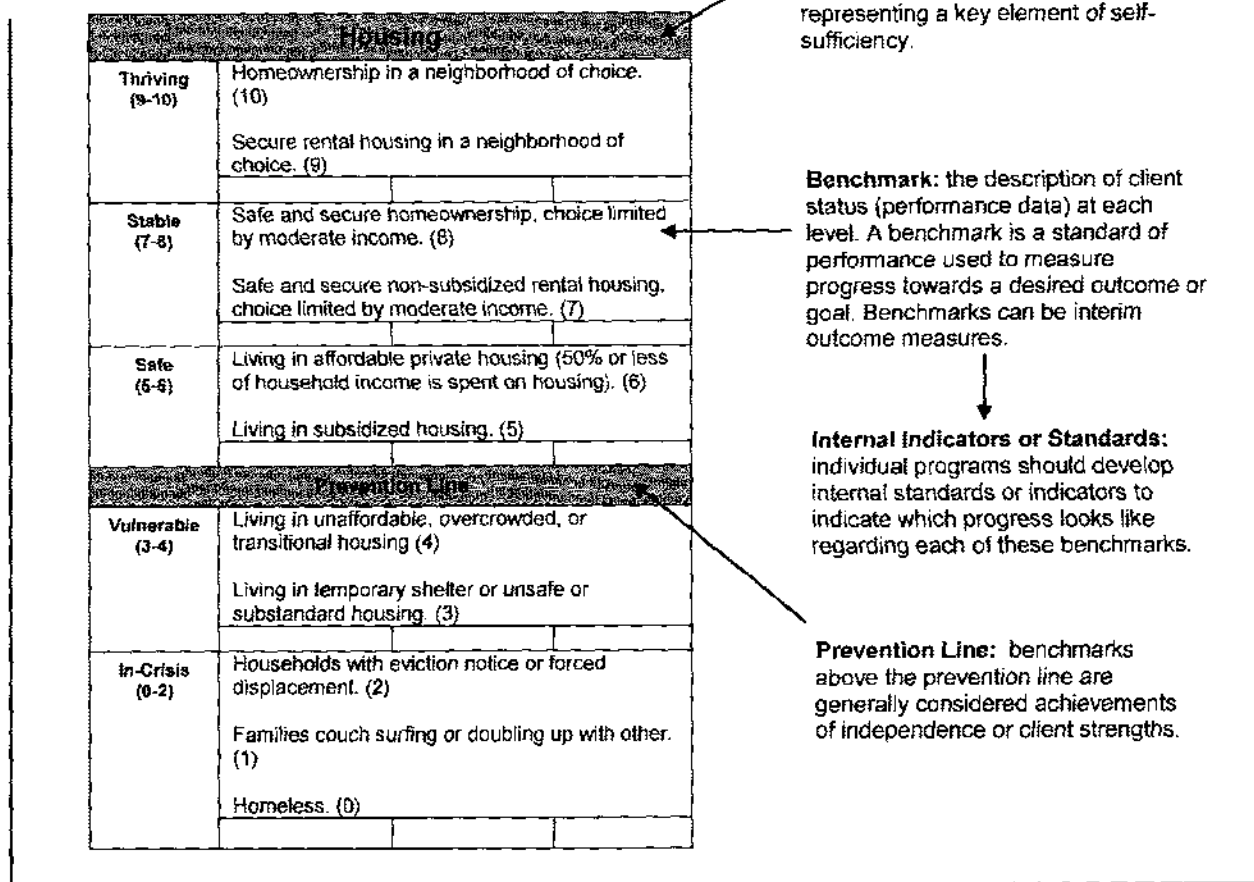 representing a key element of self-
sufficiency.
Housing
Thriving
(9-10)
Homeownership in a neighborhood of choice.
(10)
Secure rental housing in a neighborhood of
choice. (9)
Stable
(7-8)
Safe and secure homeownership, choice limited
by moderate income. (8)
Safe and secure non-subsidized rental housing,
choice limited by moderate income. (7)
Safe
(5-6)
Living in affordable private housing (50% or less
of household income is spent on housing). (6)
Living in subsidized housing. (5)
Prevention Line
Vulnerable
(3-4)
Living in unaffordable, overcrowded, or
transitional housing (4)
Living in temporary shelter or unsafe or
substandard housing. (3)
In-Crisis
(0-2)
Households with eviction notice or forced
displacement. (2)
Families couch surfing or doubling up with other.
(1)
Homeless. (0)
Benchmark: the description of client
status (performance data) at each
level. A benchmark is a standard of
performance used to measure
progress towards a desired outcome or
goal. Benchmarks can be interim
outcome measures.
Internal Indicators or Standards:
individual programs should develop
internal standards or indicators to
indicate which progress looks like
regarding each of these benchmarks.
Prevention Line: benchmarks
above the prevention line are
generally considered achievements
of independence or client strengths.